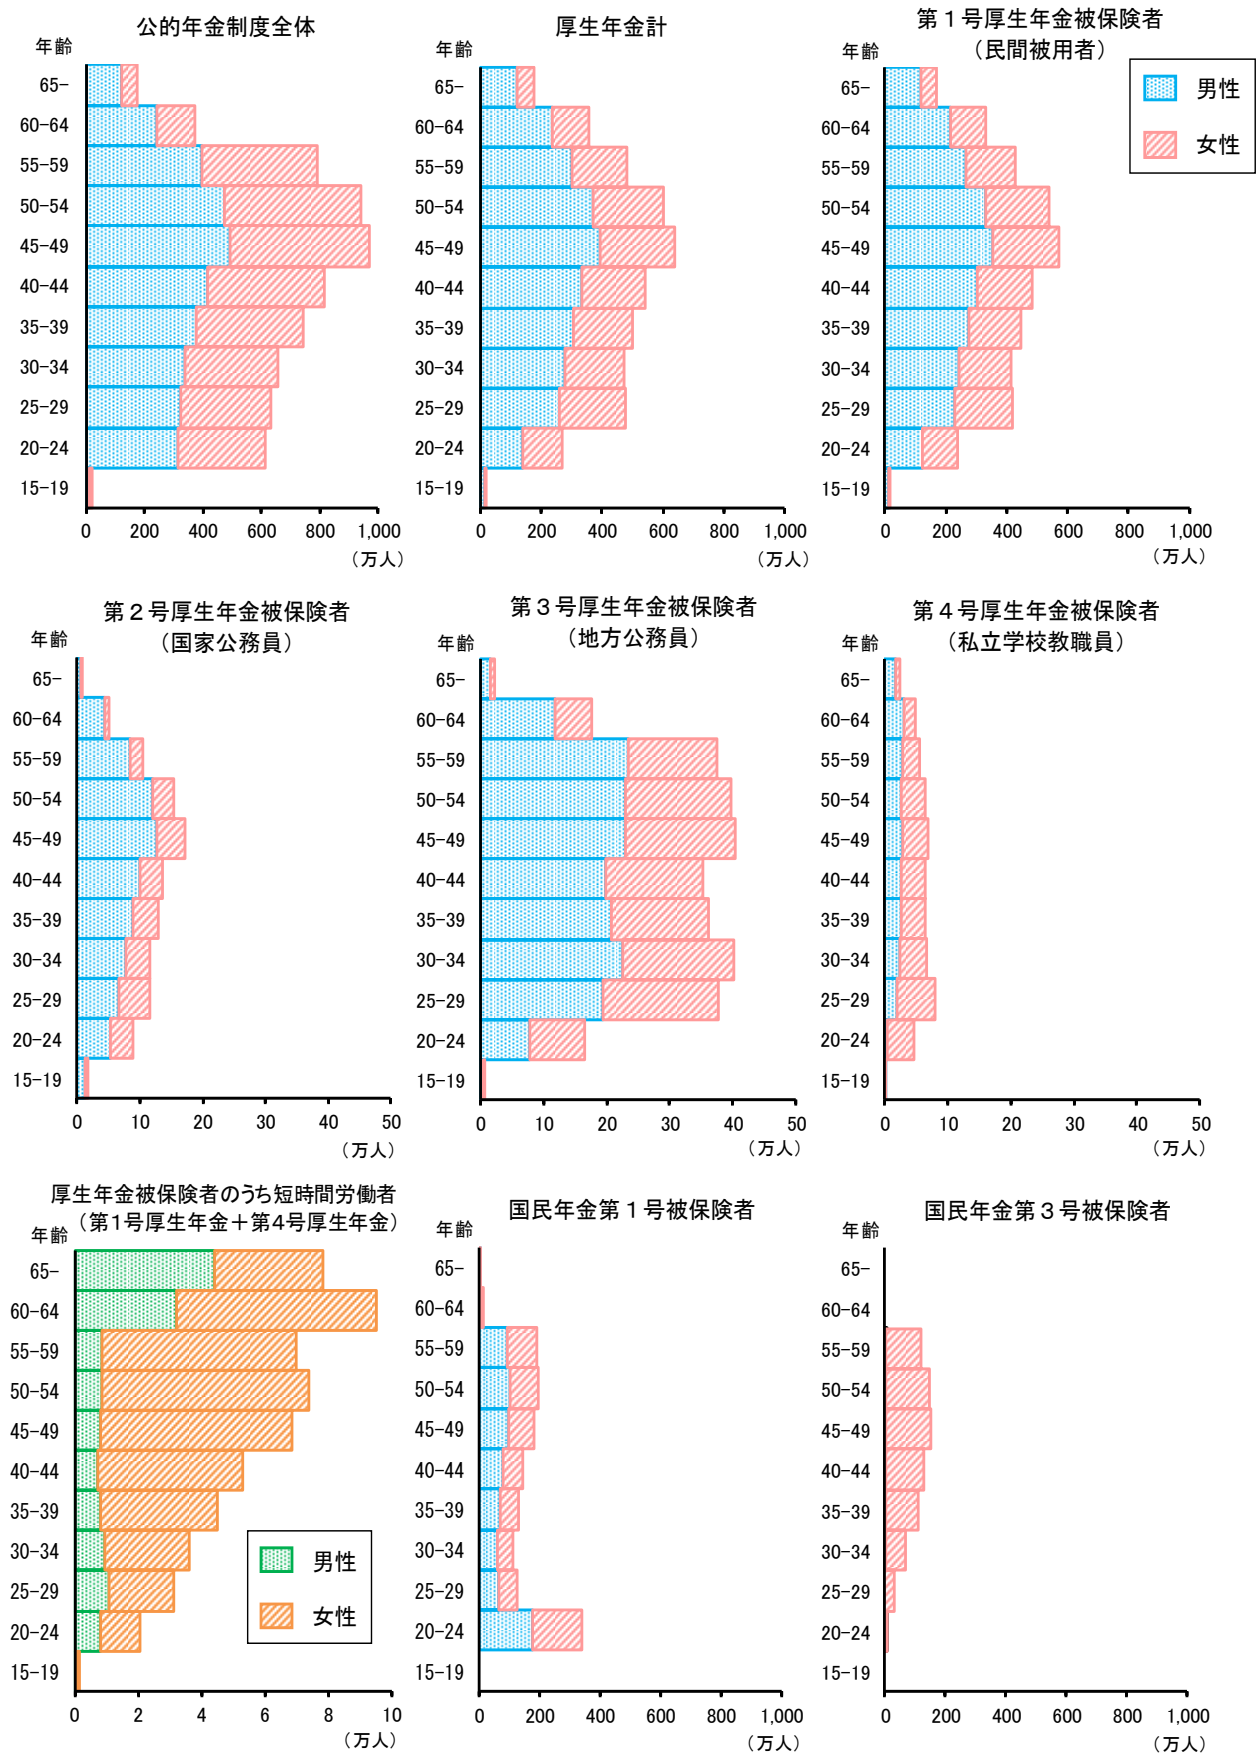 公的年金制度全体
年齢
65-
60-64
55-59
50-54
45-49
40-44
35-39
30-34
25-29
20-24
15-19
0 200 400 600 800 1,000
(万人)
厚生年金計
年齢
65-
60-64
55-59
50-54
45-49
40-44
35-39
30-34
25-29
20-24
15-19
0 200 400 600 800 1,000
(万人)
第1号厚生年金被保険者
(民間被用者)
年齢
65-
60-64
55-59
50-54
45-49
40-44
35-39
30-34
25-29
20-24
15-19
0 200 400 600 800 1,000
(万人)
男性
女性
第2号厚生年金被保険者
(国家公務員)
年齢
65-
60-64
55-59
50-54
45-49
40-44
35-39
30-34
25-29
20-24
15-19
0 10 20 30 40 50
(万人)
第3号厚生年金被保険者
(地方公務員)
年齢
65-
60-64
55-59
50-54
45-49
40-44
35-39
30-34
25-29
20-24
15-19
0 10 20 30 40 50
(万人)
第4号厚生年金被保険者
(私立学校教職員)
年齢
65-
60-64
55-59
50-54
45-49
40-44
35-39
30-34
25-29
20-24
15-19
0 10 20 30 40 50
(万人)
厚生年金被保険者のうち短時間労働者
(第1号厚生年金+第4号厚生年金)
年齢
65-
60-64
55-59
50-54
45-49
40-44
35-39
30-34
25-29
20-24
15-19
0 2 4 6 8 10
(万人)
男性
女性
国民年金第1号被保険者
年齢
65-
60-64
55-59
50-54
45-49
40-44
35-39
30-34
25-29
20-24
15-19
0 200 400 600 800 1,000
(万人)
国民年金第3号被保険者
年齢
65-
60-64
55-59
50-54
45-49
40-44
35-39
30-34
25-29
20-24
15-19
0 200 400 600 800 1,000
(万人)